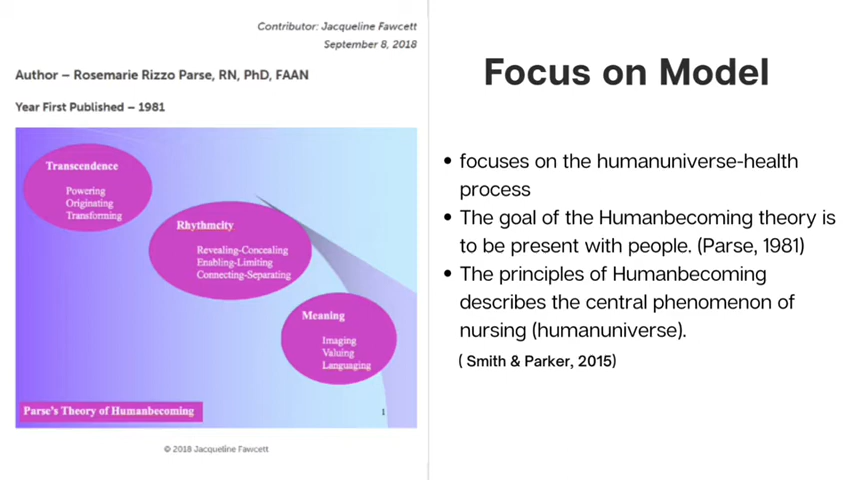 Contributor: Jacqueline Fawcett
September 8, 2018
Author – Rosemarie Rizzo Parse, RN, PhD, FAAN
Year First Published – 1981
Transcendence
Powering
Originating
Transforming
Rhythmcity
Revealing-Concealing
Enabling-Limiting
Connecting-Separating
Meaning
Imaging
Valuing
Languaging
Parse's Theory of Humanbecoming
1
© 2018 Jacqueline Fawcett
Focus on Model
• focuses on the humanuniverse-health
process
• The goal of the Humanbecoming theory is
to be present with people. (Parse, 1981)
• The principles of Humanbecoming
describes the central phenomenon of
nursing (humanuniverse).
( Smith & Parker, 2015)